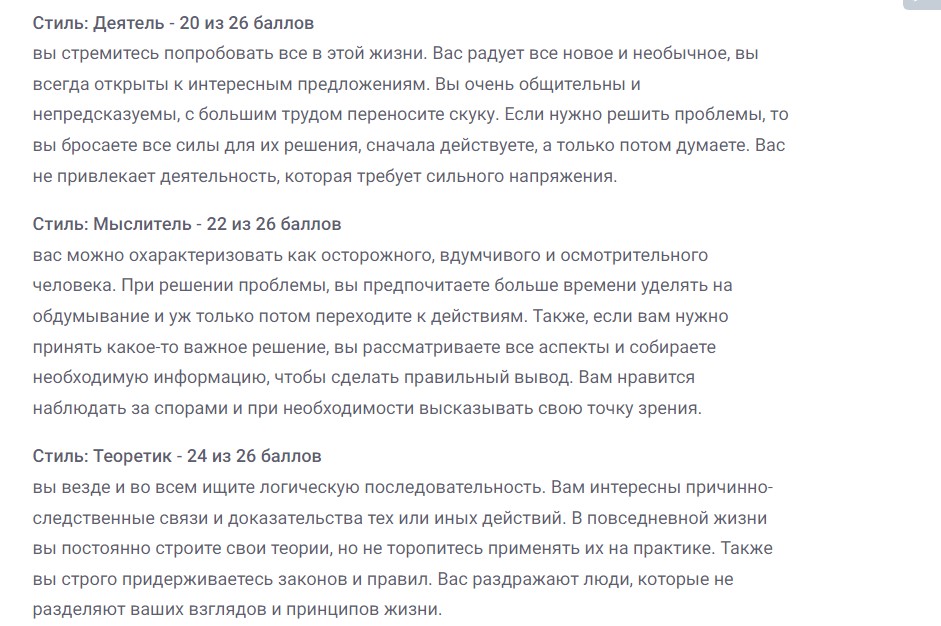 Стиль: Деятель - 20 из 26 баллов
вы стремитесь попробовать все в этой жизни. Вас радует все новое и необычное, вы
всегда открыты к интересным предложениям. Вы очень общительны и
непредсказуемы, с большим трудом переносите скуку. Если нужно решить проблемы, то
вы бросаете все силы для их решения, сначала действуете, а только потом думаете. Вас
не привлекает деятельность, которая требует сильного напряжения.
Стиль: Мыслитель - 22 из 26 баллов
вас можно охарактеризовать как осторожного, вдумчивого и осмотрительного
человека. При решении проблемы, вы предпочитаете больше времени уделять на
обдумывание и уж только потом переходите к действиям. Также, если вам нужно
принять какое-то важное решение, вы рассматриваете все аспекты и собираете
необходимую информацию, чтобы сделать правильный вывод. Вам нравится
наблюдать за спорами и при необходимости высказывать свою точку зрения.
Стиль: Теоретик - 24 из 26 баллов
вы везде и во всем ищите логическую последовательность. Вам интересны причинно-
следственные связи и доказательства тех или иных действий. В повседневной жизни
вы постоянно строите свои теории, но не торопитесь применять их на практике. Также
вы строго придерживаетесь законов и правил. Вас раздражают люди, которые не
разделяют ваших взглядов и принципов жизни.